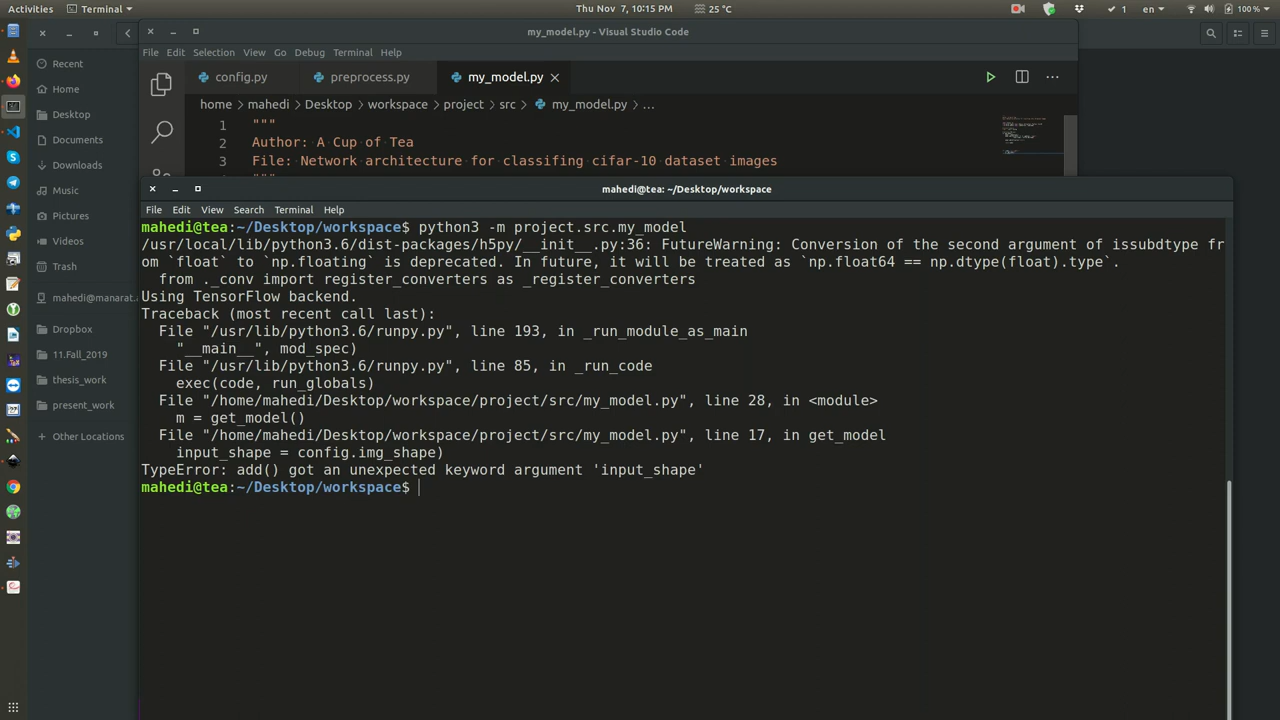 Activities Terminal Thu Nov 7, 10:15 PM 25 °C 1 en 100 %
my_model.py - Visual Studio Code
File Edit Selection View Go Debug Terminal Help
config.py preprocess.py my_model.py
home > mahedi > Desktop > workspace > project > src > my_model.py > …
1 """
2 Author: A Cup of Tea
3 File: Network architecture for classifing cifar-10 dataset images
Recent
Home
Desktop
Documents
Downloads
Music
Pictures
Videos
Trash
mahedi@manarat.
Dropbox
11.Fall_2019
thesis_work
present_work
Other Locations
mahedi@tea: ~/Desktop/workspace
File Edit View Search Terminal Help
mahedi@tea:~/Desktop/workspace$ python3 -m project.src.my_model
/usr/local/lib/python3.6/dist-packages/h5py/__init__.py:36: FutureWarning: Conversion of the second argument of issubdtype fr
om `float` to `np.floating` is deprecated. In future, it will be treated as `np.float64 == np.dtype(float).type`.
from ._conv import register_converters as _register_converters
Using TensorFlow backend.
Traceback (most recent call last):
File "/usr/lib/python3.6/runpy.py", line 193, in _run_module_as_main
"__main__", mod_spec)
File "/usr/lib/python3.6/runpy.py", line 85, in _run_code
exec(code, run_globals)
File "/home/mahedi/Desktop/workspace/project/src/my_model.py", line 28, in <module>
m = get_model()
File "/home/mahedi/Desktop/workspace/project/src/my_model.py", line 17, in get_model
input_shape = config.img_shape)
TypeError: add() got an unexpected keyword argument 'input_shape'
mahedi@tea:~/Desktop/workspace$